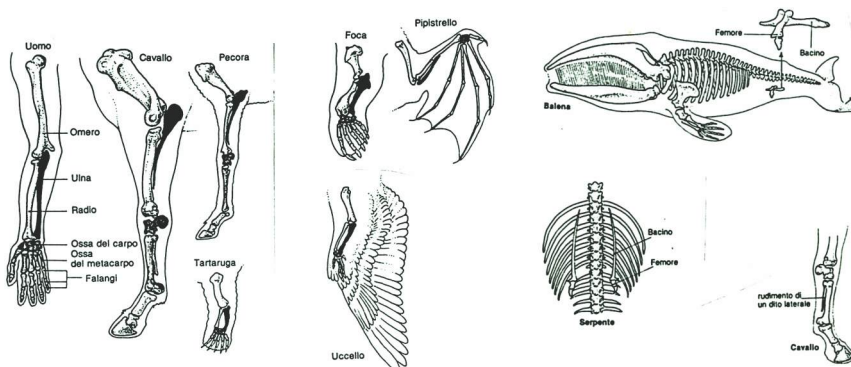 Uomo
Cavallo
Pecora
Omero
Ulna
Radio
Ossa del carpo
Ossa
del metacarpo
Falangi
Tartaruga
Foca
Pipistrello
Uccello
Femore
Bacino
Balena
Bacino
Femore
Serpente
rudimento di
un dito laterale
Cavallo